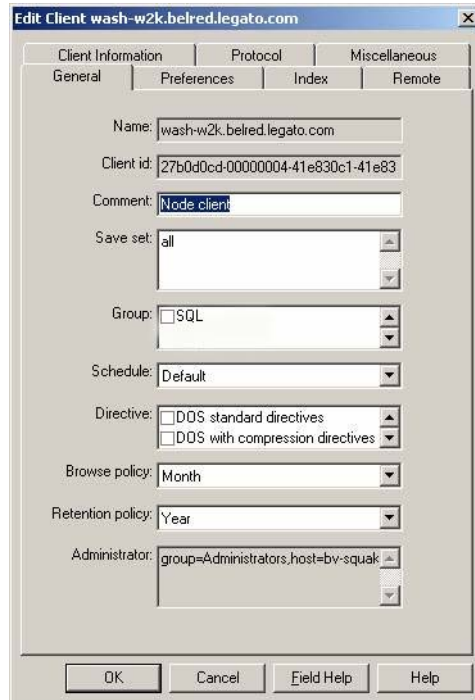 Edit Client wash-w2k.belred.legato.com
Client Information Protocol Miscellaneous
General Preferences Index Remote
Name: wash-w2k.belred.legato.com
Client id: 27b0d0cd-00000004-41e830c1-41e83
Comment: Node client
Save set: all
Group: SQL
Schedule: Default
Directive: DOS standard directives
DOS with compression directives
Browse policy: Month
Retention policy: Year
Administrator: group=Administrators,host=bv-squak
OK Cancel Field Help Help